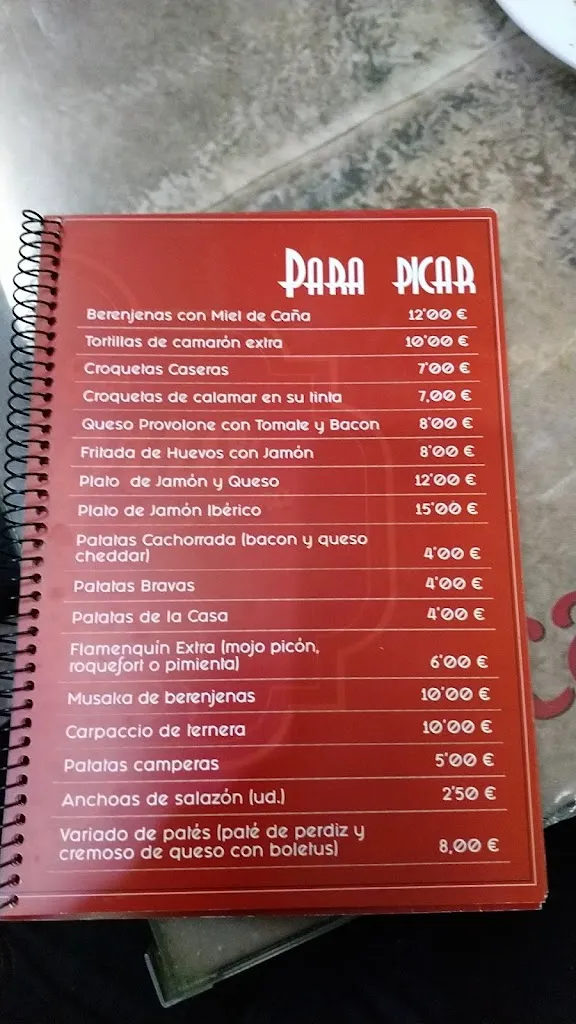 PARA PICAR
Berenjenas con Miel de Caña 12'00 €
Tortillas de camarón extra 10'00 €
Croquetas Caseras 7'00 €
Croquetas de calamar en su tinta 7,00 €
Queso Provolone con Tomate y Bacon 8'00 €
Fritada de Huevos con Jamón 8'00 €
Plato de Jamón y Queso 12'00 €
Plato de Jamón Ibérico 15'00 €
Patatas Cachorrada (bacon y queso
cheddar) 4'00 €
Patatas Bravas 4'00 €
Patatas de la Casa 4'00 €
Flamenquín Extra (mojo picón,
roquefort o pimienta) 6'00 €
Musaka de berenjenas 10'00 €
Carpaccio de ternera 10'00 €
Patatas camperas 5'00 €
Anchoas de salazón (ud.) 2'50 €
Variado de patés (paté de perdiz y
cremoso de queso con boletus) 8,00 €